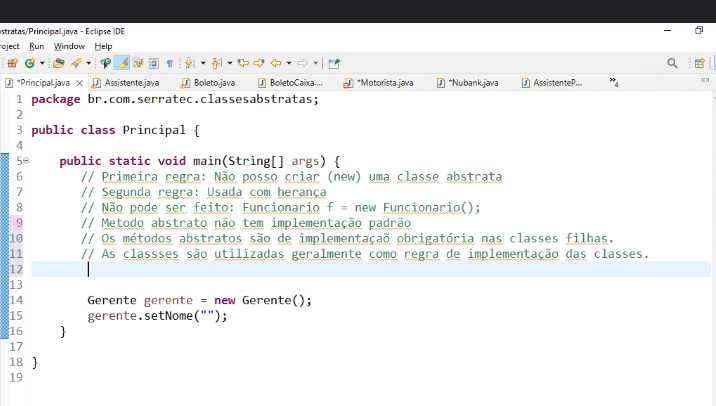 stratas/Principal.java - Eclipse IDE
roject Run Window Help
*Principal.java Assistente.java Boleto.java BoletoCaixa.... *Motorista.java *Nubank.java AssistenteP... 4
1 package br.com.serratec.classesabstratas;
2
3 public class Principal {
4
5 public static void main(String[] args) {
6 // Primeira regra: Não posso criar (new) uma classe abstrata
7 // Segunda regra: Usada com herança
8 // Não pode ser feito: Funcionario f = new Funcionario();
9 // Metodo abstrato não tem implementação padrão
10 // Os métodos abstratos são de implementaçaõ obrigatória nas classes filhas.
11 // As classses são utilizadas geralmente como regra de implementação das classes.
12
13
14 Gerente gerente = new Gerente();
15 gerente.setNome("");
16 }
17
18 }
19